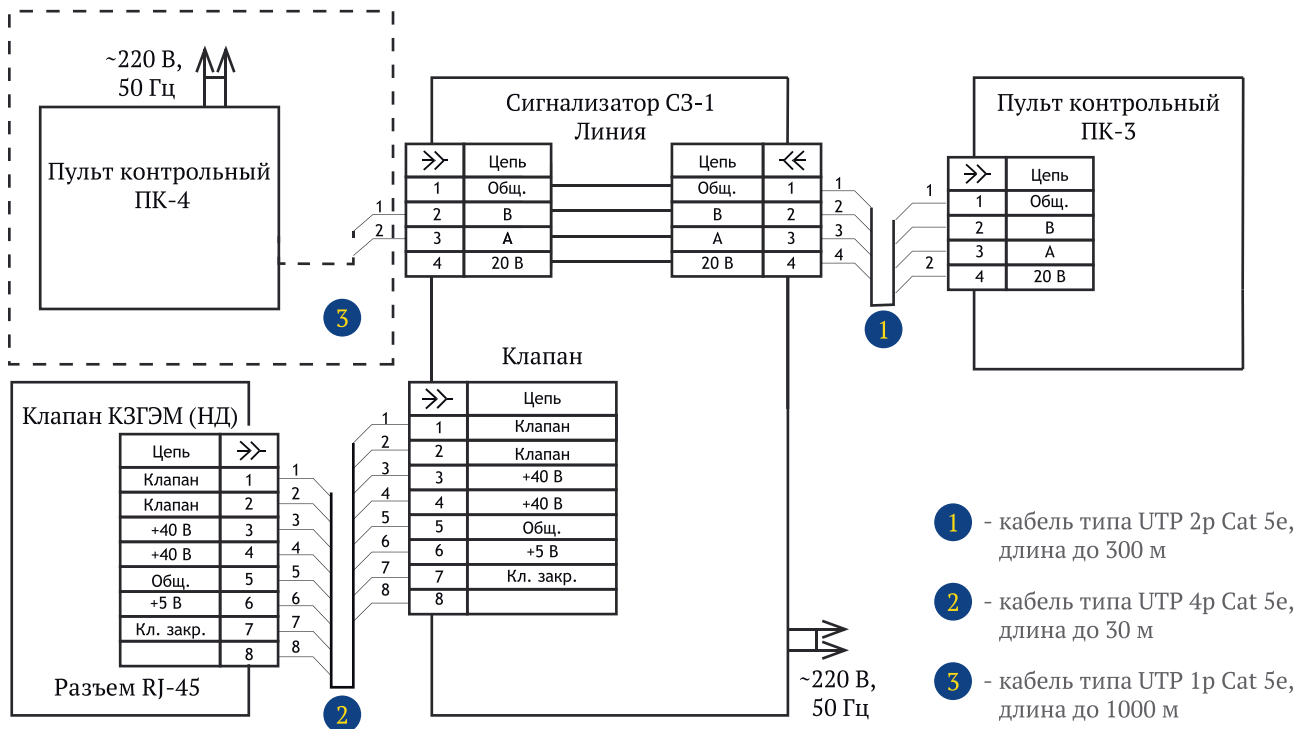 ~220 В,
50 Гц
Пульт контрольный
ПК-4
1
2
3
Сигнализатор СЗ-1
Линия
Цепь
1 Общ.
2 В
3 А
4 20 В
Цепь
Общ. 1
В 2
А 3
20 В 4
1
2
3
4
1
Пульт контрольный
ПК-3
1
2
Цепь
1 Общ.
2 В
3 А
4 20 В
Клапан КЗГЭМ (НД)
Цепь
Клапан 1
Клапан 2
+40 В 3
+40 В 4
Общ. 5
+5 В 6
Кл. закр. 7
8
Разъем RJ-45
1
2
3
4
5
6
7
8
2
1
2
3
4
5
6
7
8
Клапан
Цепь
1 Клапан
2 Клапан
3 +40 В
4 +40 В
5 Общ.
6 +5 В
7 Кл. закр.
8
~220 В,
50 Гц
1 - кабель типа UTP 2p Cat 5e,
длина до 300 м
2 - кабель типа UTP 4p Cat 5e,
длина до 30 м
3 - кабель типа UTP 1p Cat 5e,
длина до 1000 м